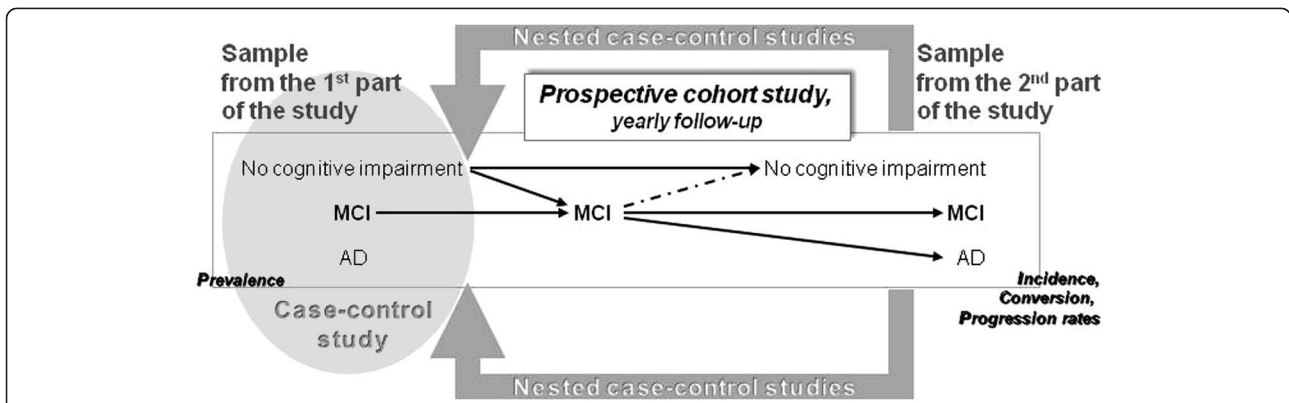 Nested case-control studies
Sample
from the 1st part
of the study
Prospective cohort study,
yearly follow-up
Sample
from the 2nd part
of the study
No cognitive impairment
No cognitive impairment
MCI
MCI
MCI
AD
AD
Prevalence
Incidence,
Conversion,
Progression rates
Case-control
study
Nested case-control studies